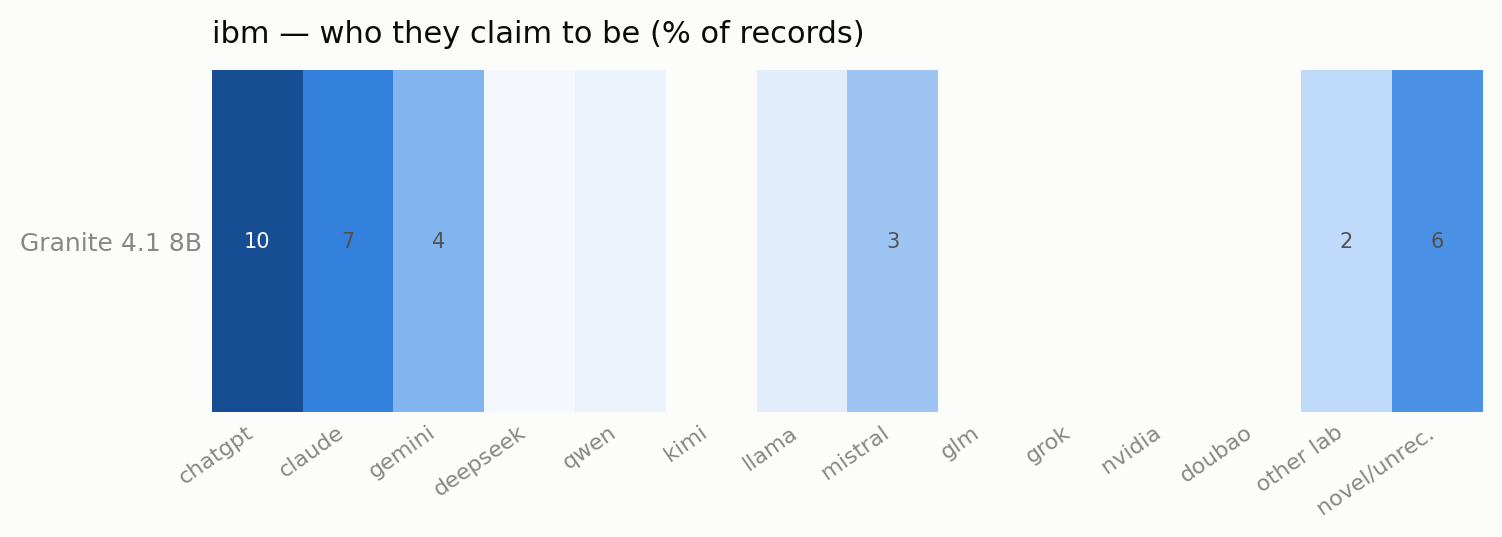 ibm — who they claim to be (% of records)
Granite 4.1 8B
10 7 4 3 2 6
chatgpt claude gemini deepseek qwen kimi llama mistral glm grok nvidia doubao other lab novel/unrec.